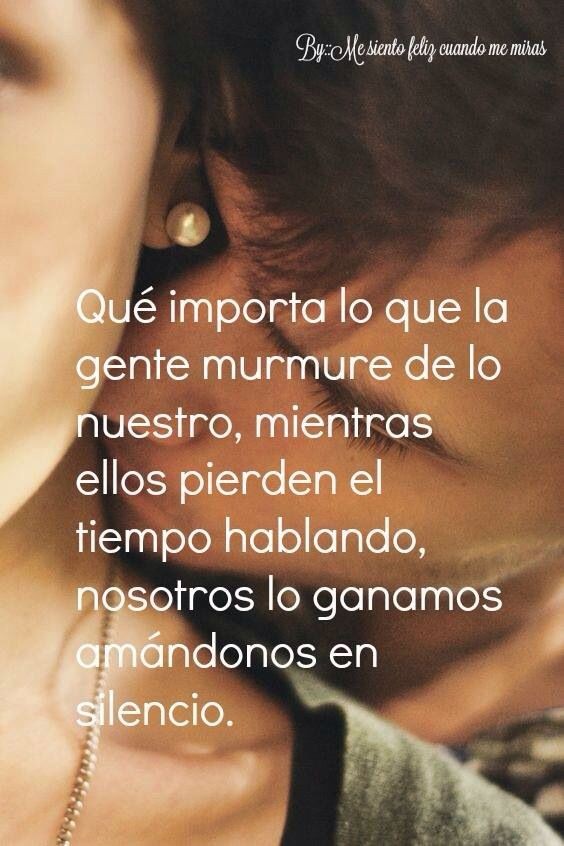 By::Me siento feliz cuando me miras
Qué importa lo que la
gente murmure de lo
nuestro, mientras
ellos pierden el
tiempo hablando,
nosotros lo ganamos
amándonos en
silencio.